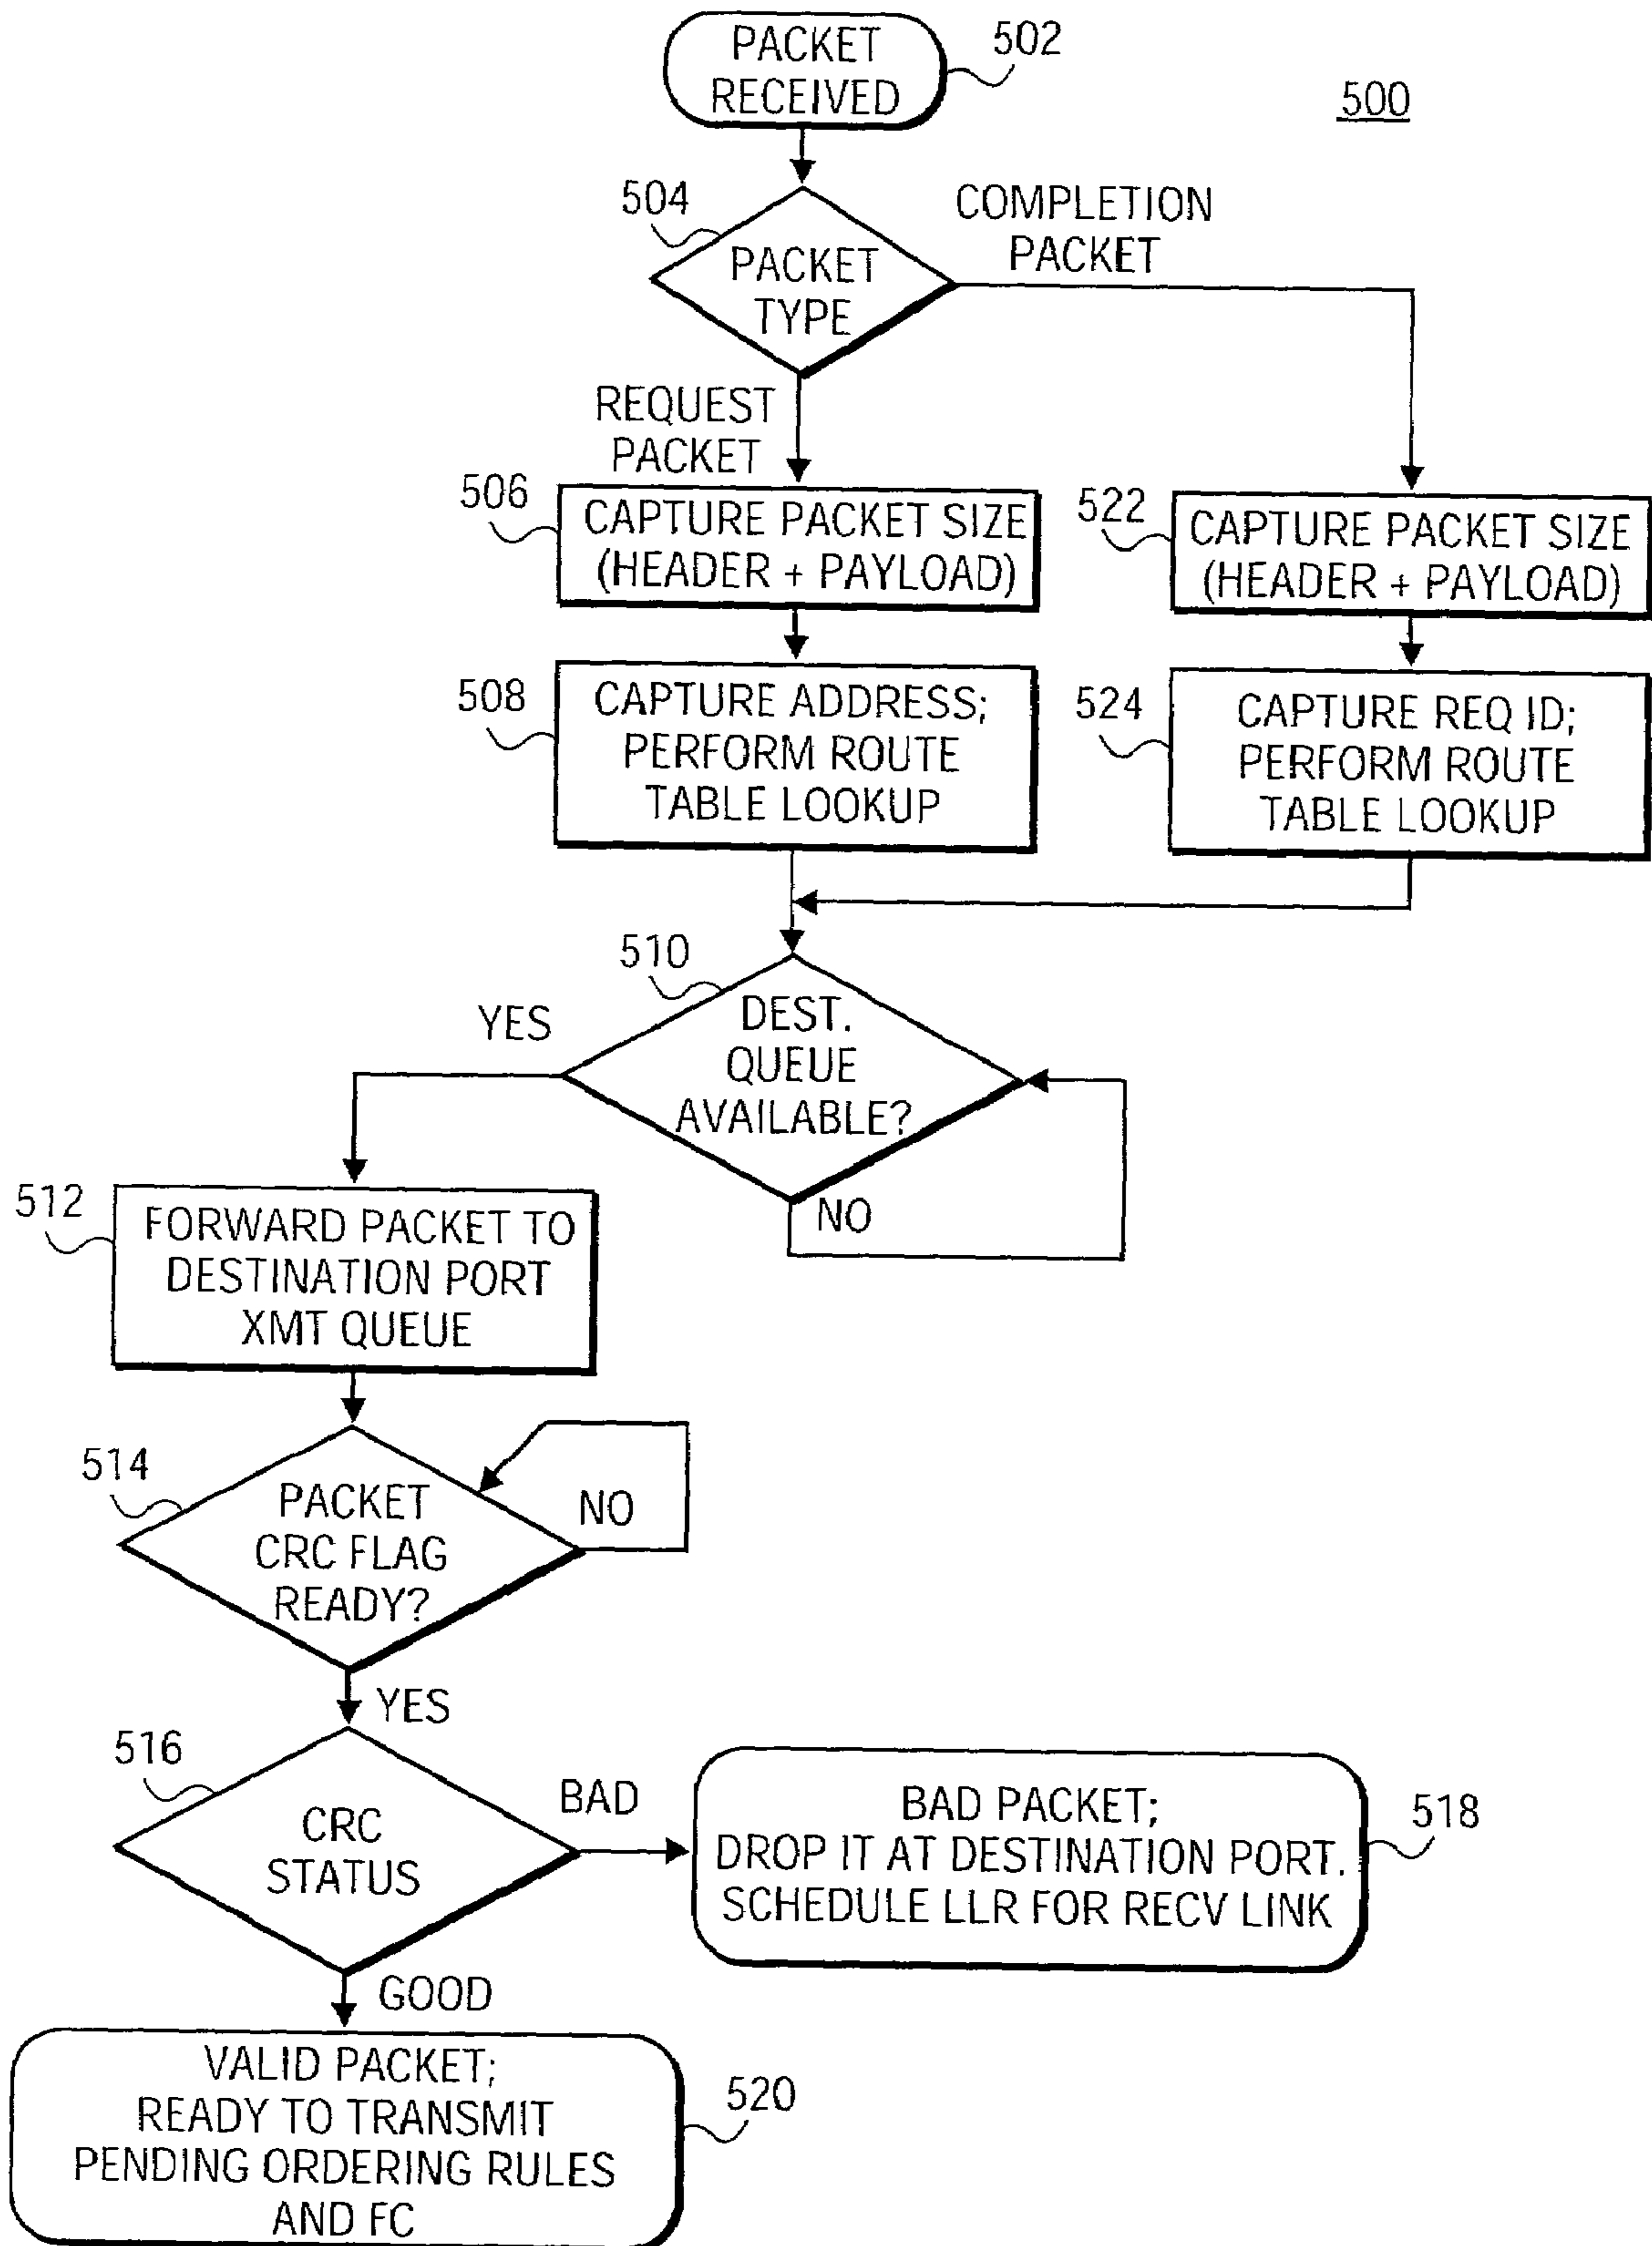 PACKET
RECEIVED
502
500
504
PACKET
TYPE
COMPLETION
PACKET
REQUEST
PACKET
506
CAPTURE PACKET SIZE
(HEADER + PAYLOAD)
522
CAPTURE PACKET SIZE
(HEADER + PAYLOAD)
508
CAPTURE ADDRESS;
PERFORM ROUTE
TABLE LOOKUP
524
CAPTURE REQ ID;
PERFORM ROUTE
TABLE LOOKUP
510
DEST.
QUEUE
AVAILABLE?
YES
NO
512
FORWARD PACKET TO
DESTINATION PORT
XMT QUEUE
514
PACKET
CRC FLAG
READY?
NO
YES
516
CRC
STATUS
BAD
BAD PACKET;
DROP IT AT DESTINATION PORT.
SCHEDULE LLR FOR RECV LINK
518
GOOD
VALID PACKET;
READY TO TRANSMIT
PENDING ORDERING RULES
AND FC
520